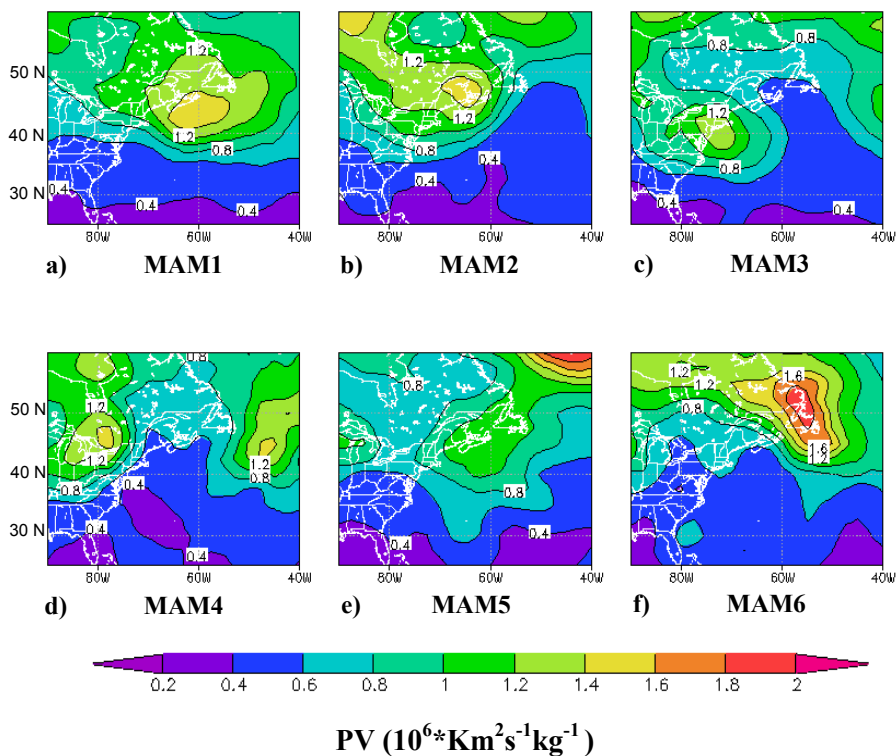 1.2
50 N
1.2
40 N
0.8
30 N
0.4
0.4
0.4
80W 60W 40W
a) MAM1
1.2
1.2
0.8
0.4
0.4
80W 60W 40W
b) MAM2
0.8
0.8
1.2
0.8
0.4
0.4
80W 60W 40W
c) MAM3
0.8
50 N
1.2
1.2
1.2
40 N
0.8
0.8
0.4
30 N
0.4
0.4
80W 60W 40W
d) MAM4
0.8
0.8
0.4
0.4
80W 60W 40W
e) MAM5
1.2
1.6
1.2
0.8
1.6
1.2
80W 60W 40W
f) MAM6
0.2 0.4 0.6 0.8 1 1.2 1.4 1.6 1.8 2
PV (10⁶*Km²s⁻¹kg⁻¹ )